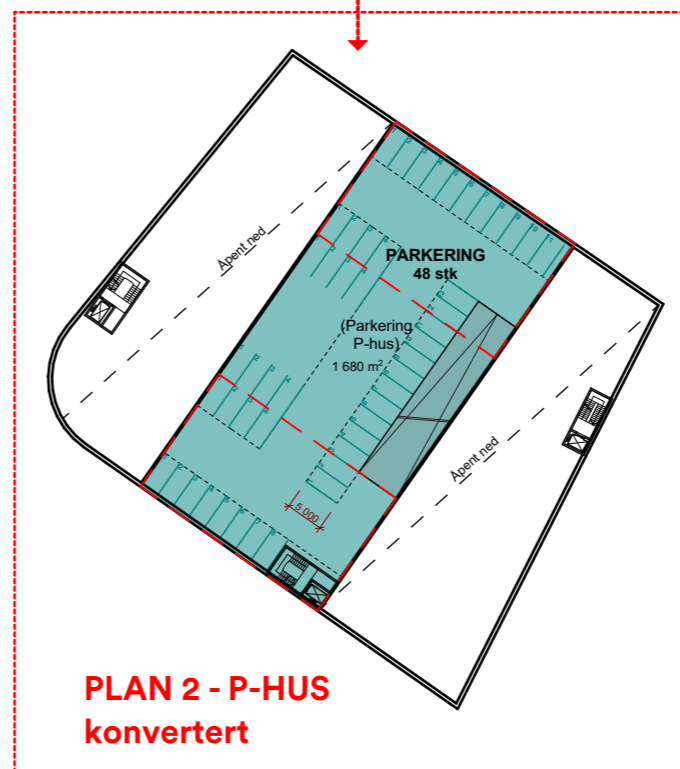 Åpent ned
PARKERING
48 stk
(Parkering
P-hus)
1 680 m²
Åpent ned
5 000
PLAN 2 - P-HUS
konvertert